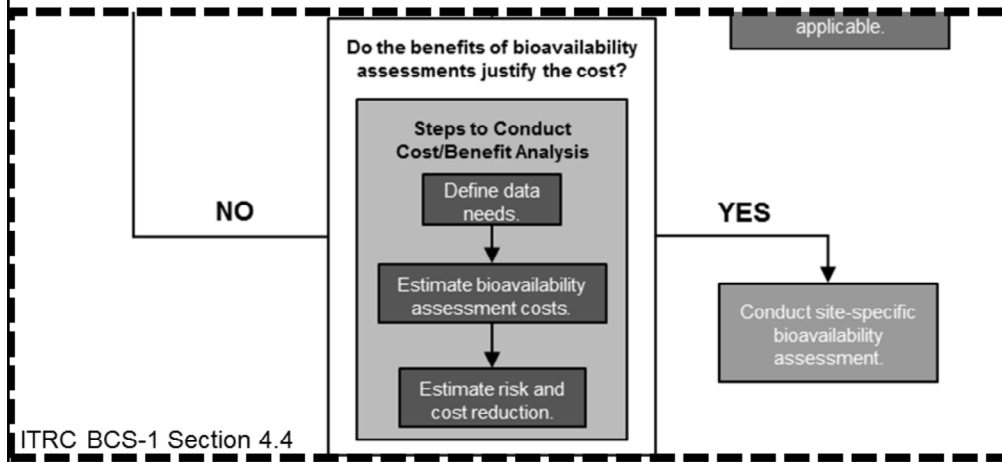 applicable.
Do the benefits of bioavailability
assessments justify the cost?
Steps to Conduct
Cost/Benefit Analysis
Define data
needs.
NO
YES
Estimate bioavailability
assessment costs.
Conduct site-specific
bioavailability
assessment.
Estimate risk and
cost reduction.
ITRC BCS-1 Section 4.4